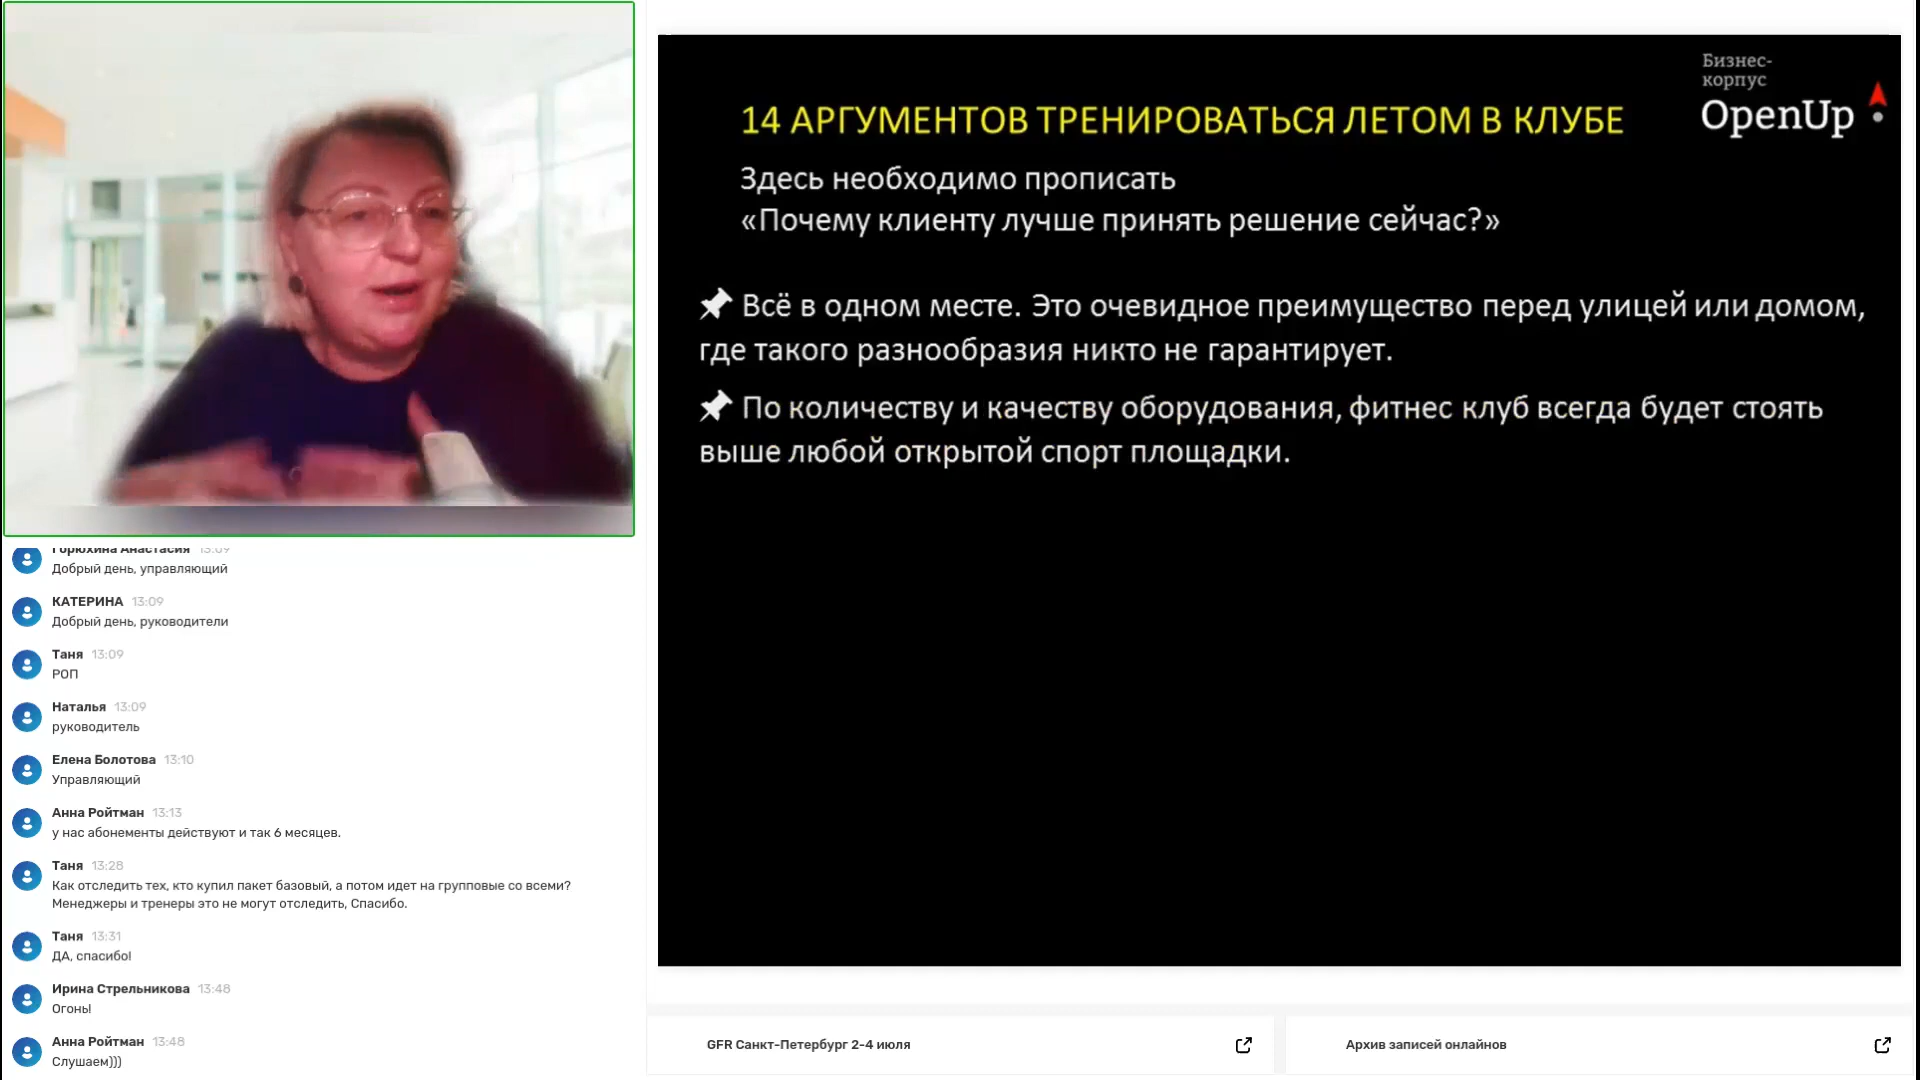 Горюхина Анастасия 13:09
Добрый день, управляющий
КАТЕРИНА 13:09
Добрый день, руководители
Таня 13:09
РОП
Наталья 13:09
руководитель
Елена Болотова 13:10
Управляющий
Анна Ройтман 13:13
у нас абонементы действуют и так 6 месяцев.
Таня 13:28
Как отследить тех, кто купил пакет базовый, а потом идет на групповые со всеми?
Менеджеры и тренеры это не могут отследить, Спасибо.
Таня 13:31
ДА, спасибо!
Ирина Стрельникова 13:48
Огонь!
Анна Ройтман 13:48
Слушаем)))
Бизнес-
корпус
OpenUp
14 АРГУМЕНТОВ ТРЕНИРОВАТЬСЯ ЛЕТОМ В КЛУБЕ
Здесь необходимо прописать
«Почему клиенту лучше принять решение сейчас?»
Всё в одном месте. Это очевидное преимущество перед улицей или домом,
где такого разнообразия никто не гарантирует.
По количеству и качеству оборудования, фитнес клуб всегда будет стоять
выше любой открытой спорт площадки.
GFR Санкт-Петербург 2-4 июля
Архив записей онлайнов